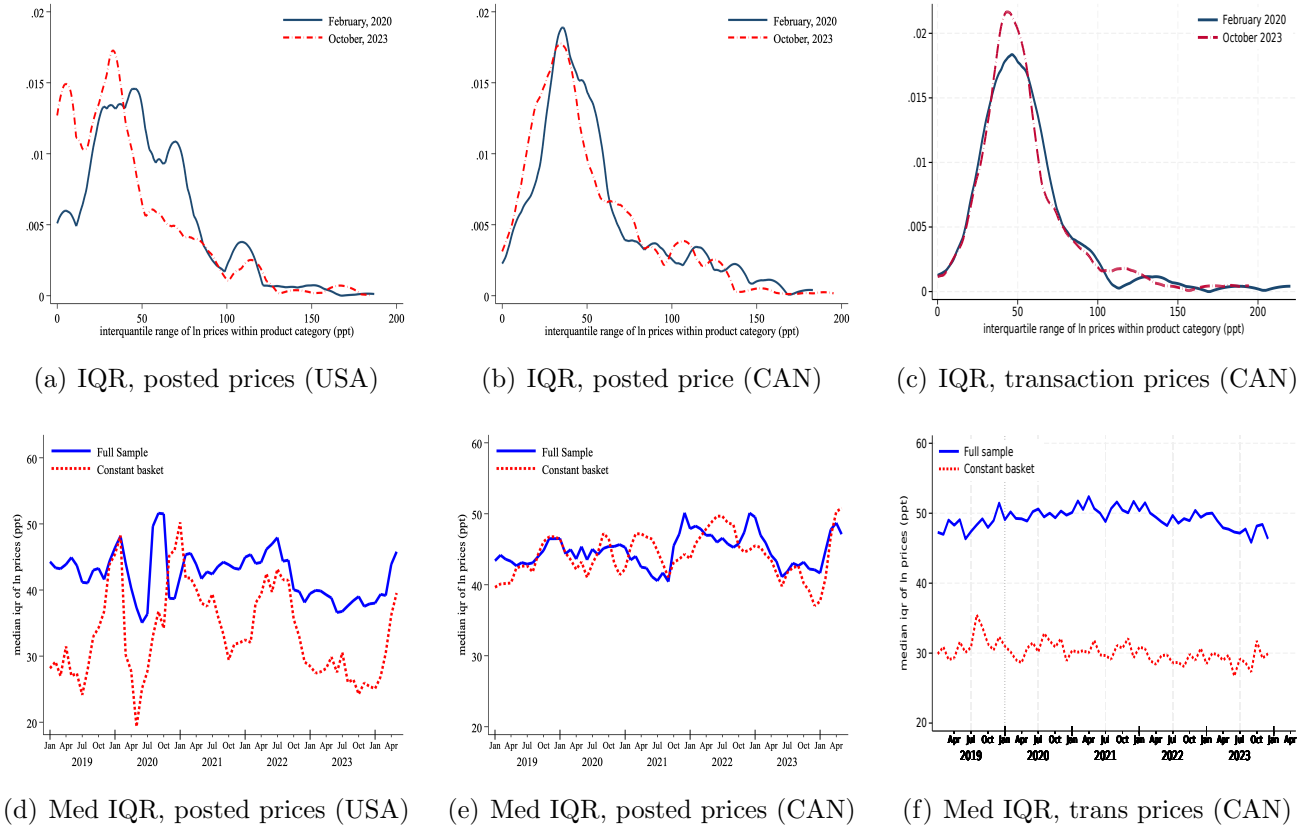 .02
.015
.01
.005
0
February, 2020
October, 2023
0 50 100 150 200
interquantile range of ln prices within product category (ppt)
(a) IQR, posted prices (USA)
.02
.015
.01
.005
0
February, 2020
October, 2023
0 50 100 150 200
interquantile range of ln prices within product category (ppt)
(b) IQR, posted price (CAN)
.02
.015
.01
.005
0
February 2020
October 2023
0 50 100 150 200
interquantile range of ln prices within product category (ppt)
(c) IQR, transaction prices (CAN)
60
50
40
30
20
median iqr of ln prices (ppt)
Full Sample
Constant basket
Jan Apr Jul Oct Jan Apr Jul Oct Jan Apr Jul Oct Jan Apr Jul Oct Jan Apr Jul Oct Jan Apr
2019 2020 2021 2022 2023
(d) Med IQR, posted prices (USA)
60
50
40
30
20
median iqr of ln prices (ppt)
Full Sample
Constant basket
Jan Apr Jul Oct Jan Apr Jul Oct Jan Apr Jul Oct Jan Apr Jul Oct Jan Apr Jul Oct Jan Apr
2019 2020 2021 2022 2023
(e) Med IQR, posted prices (CAN)
60
50
40
30
20
median iqr of ln prices (ppt)
Full sample
Constant basket
Apr Jul Oct Jan Apr Jul Oct Jan Apr Jul Oct Jan Apr Jul Oct Jan Apr Jul Oct Jan Apr
2019 2020 2021 2022 2023
(f) Med IQR, trans prices (CAN)